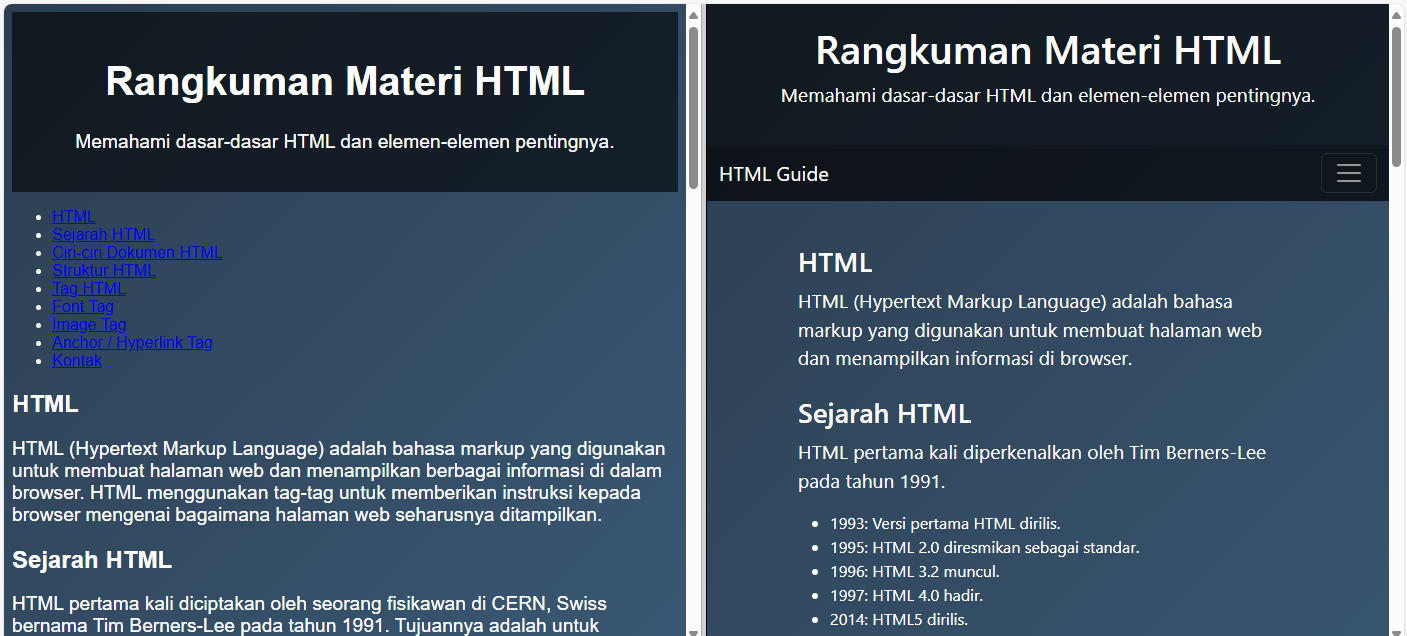 Rangkuman Materi HTML
Memahami dasar-dasar HTML dan elemen-elemen pentingnya.
HTML
Sejarah HTML
Ciri-ciri Dokumen HTML
Struktur HTML
Tag HTML
Font Tag
Image Tag
Anchor / Hyperlink Tag
Kontak
HTML
HTML (Hypertext Markup Language) adalah bahasa markup yang digunakan
untuk membuat halaman web dan menampilkan berbagai informasi di dalam
browser. HTML menggunakan tag-tag untuk memberikan instruksi kepada
browser mengenai bagaimana halaman web seharusnya ditampilkan.
Sejarah HTML
HTML pertama kali diciptakan oleh seorang fisikawan di CERN, Swiss
bernama Tim Berners-Lee pada tahun 1991. Tujuannya adalah untuk
Rangkuman Materi HTML
Memahami dasar-dasar HTML dan elemen-elemen pentingnya.
HTML Guide
HTML
HTML (Hypertext Markup Language) adalah bahasa
markup yang digunakan untuk membuat halaman web
dan menampilkan informasi di browser.
Sejarah HTML
HTML pertama kali diperkenalkan oleh Tim Berners-Lee
pada tahun 1991.
1993: Versi pertama HTML dirilis.
1995: HTML 2.0 diresmikan sebagai standar.
1996: HTML 3.2 muncul.
1997: HTML 4.0 hadir.
2014: HTML5 dirilis.